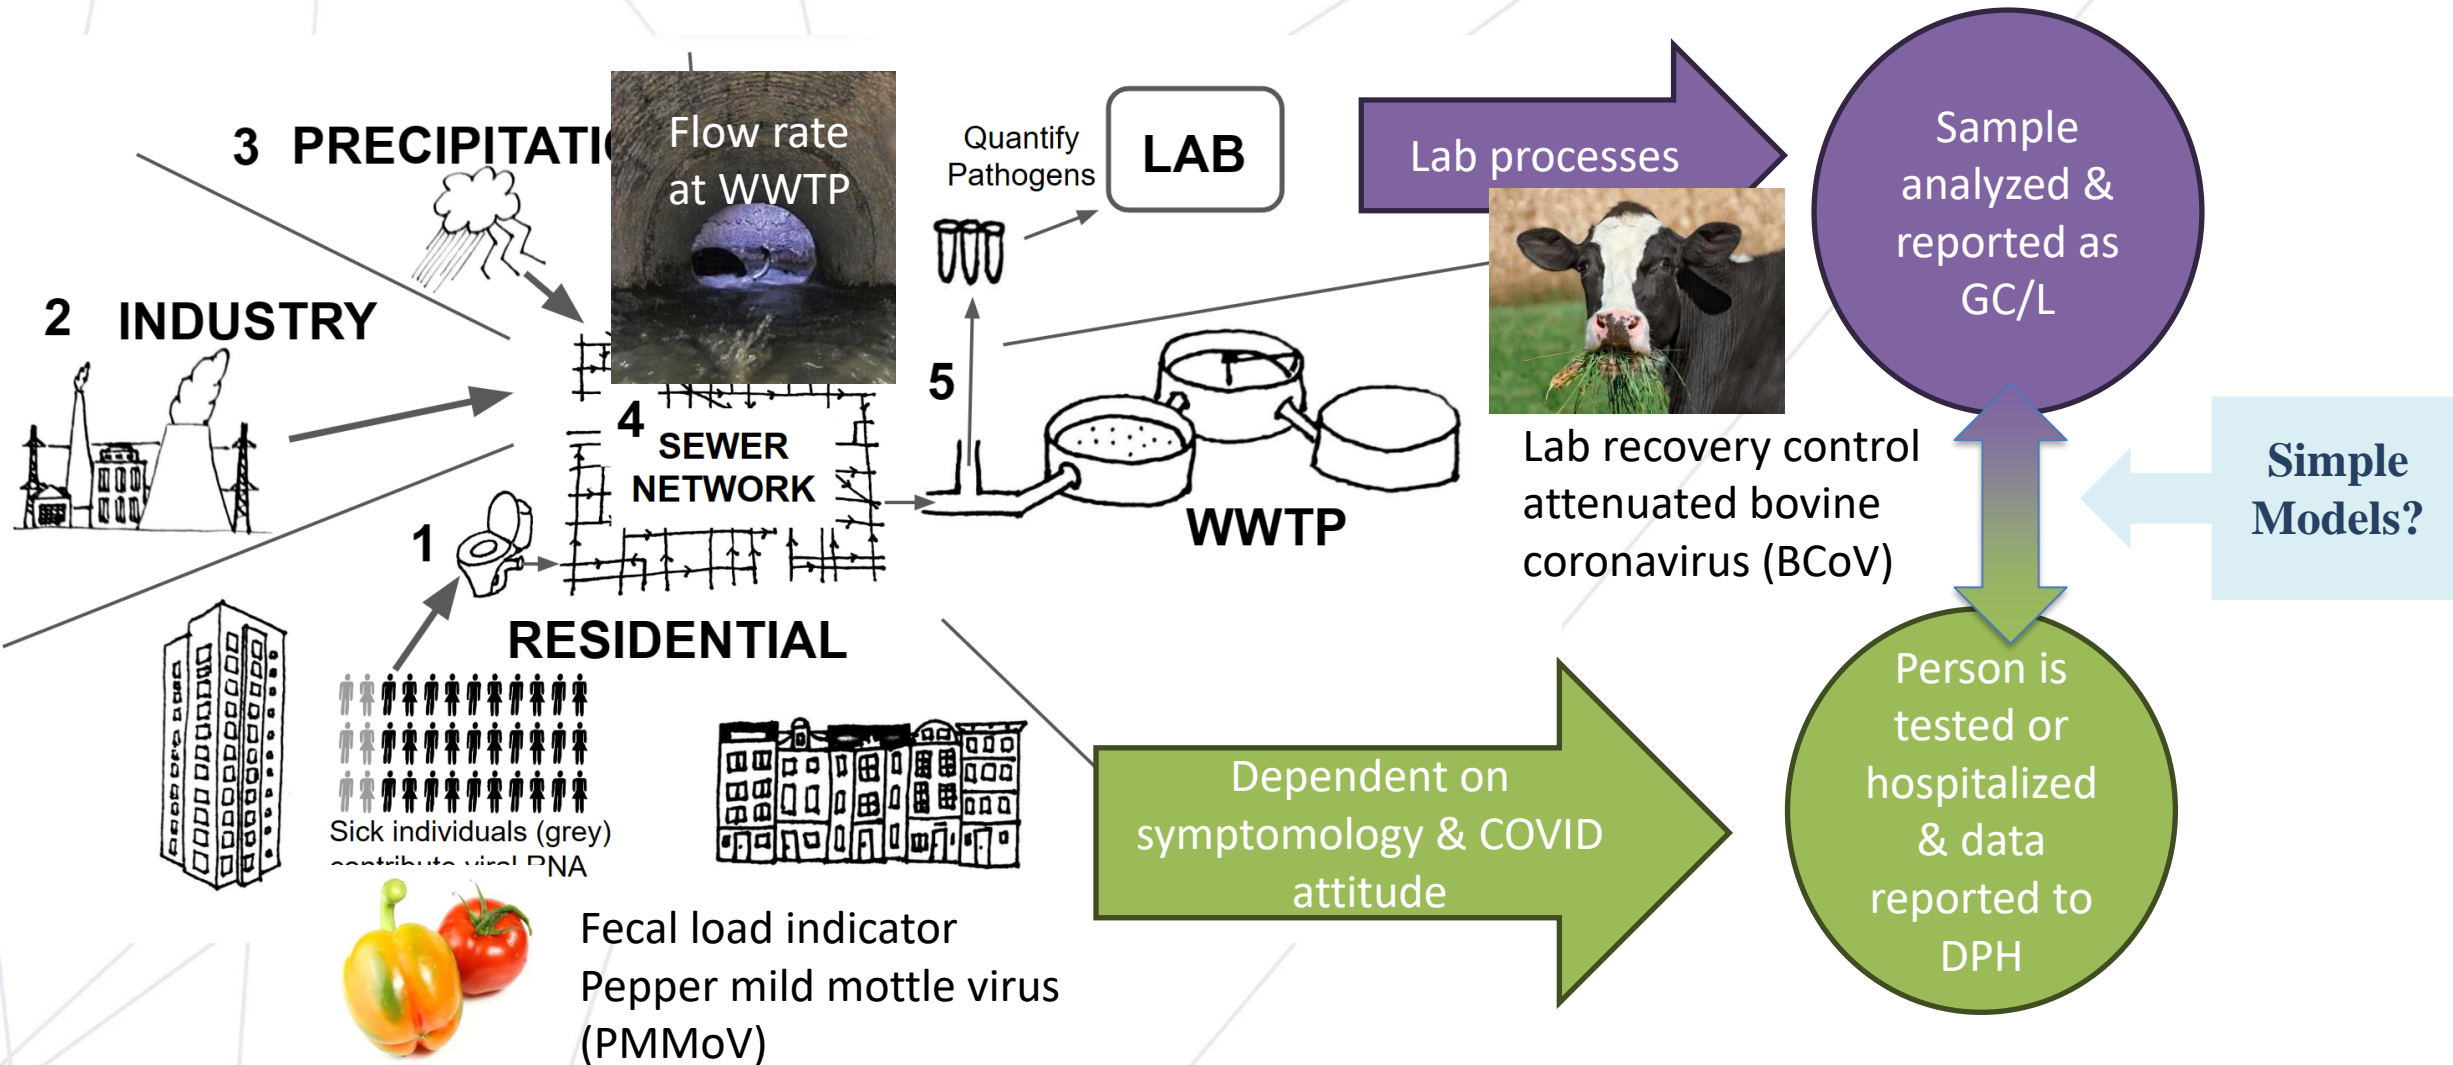 3 PRECIPITATI
Flow rate
at WWTP
Quantify
Pathogens
LAB
Lab processes
Sample
analyzed &
reported as
GC/L
2 INDUSTRY
4
SEWER
NETWORK
5
WWTP
Lab recovery control
attenuated bovine
coronavirus (BCoV)
Simple
Models?
1
RESIDENTIAL
Sick individuals (grey)
contribute viral RNA
Dependent on
symptomology & COVID
attitude
Person is
tested or
hospitalized
& data
reported to
DPH
Fecal load indicator
Pepper mild mottle virus
(PMMoV)